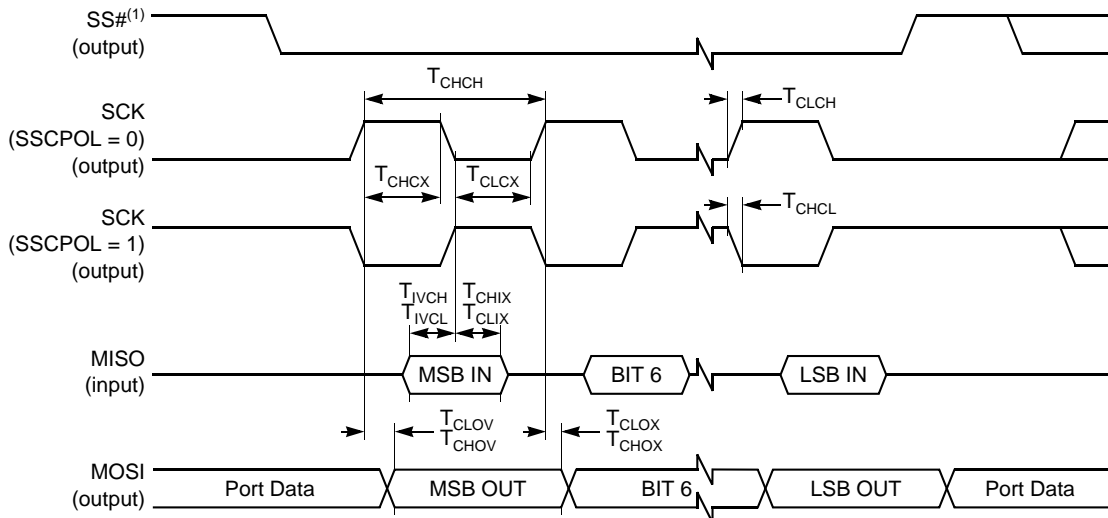 SS#(1)
(output)
TCHCH
TCLCH
SCK
(SSCPOL = 0)
(output)
TCHCX
TCLCX
SCK
(SSCPOL = 1)
(output)
TCHCL
TIVCH
TIVCL
TCHIX
TCLIX
MISO
(input)
MSB IN
BIT 6
LSB IN
TCLOV
TCHOV
TCLOX
TCHOX
MOSI
(output)
Port Data
MSB OUT
BIT 6
LSB OUT
Port Data